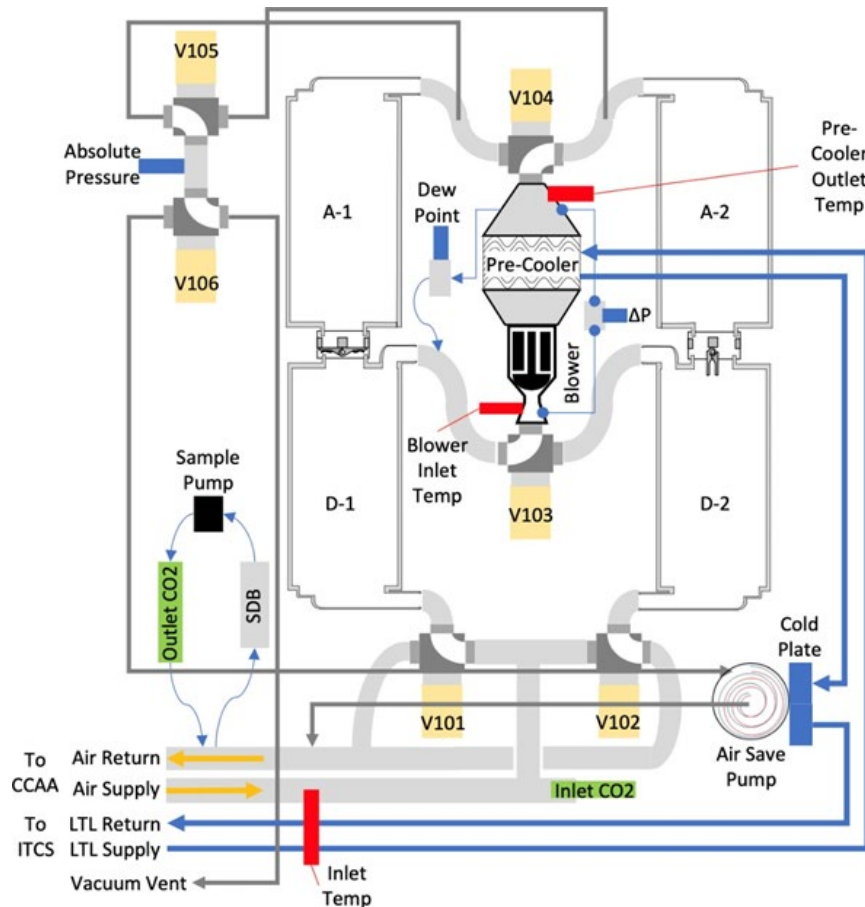 V105
V104
Pre-
Cooler
Outlet
Temp
Absolute
Pressure
Dew
Point
A-1
A-2
Pre-Cooler
V106
ΔP
Blower
Blower
Inlet
Temp
Sample
Pump
D-1
D-2
V103
Outlet CO2
SDB
Cold
Plate
V101
V102
Air Save
Pump
To
CCAA
Air Return
Air Supply
Inlet CO2
To
ITCS
LTL Return
LTL Supply
Inlet
Temp
Vacuum Vent